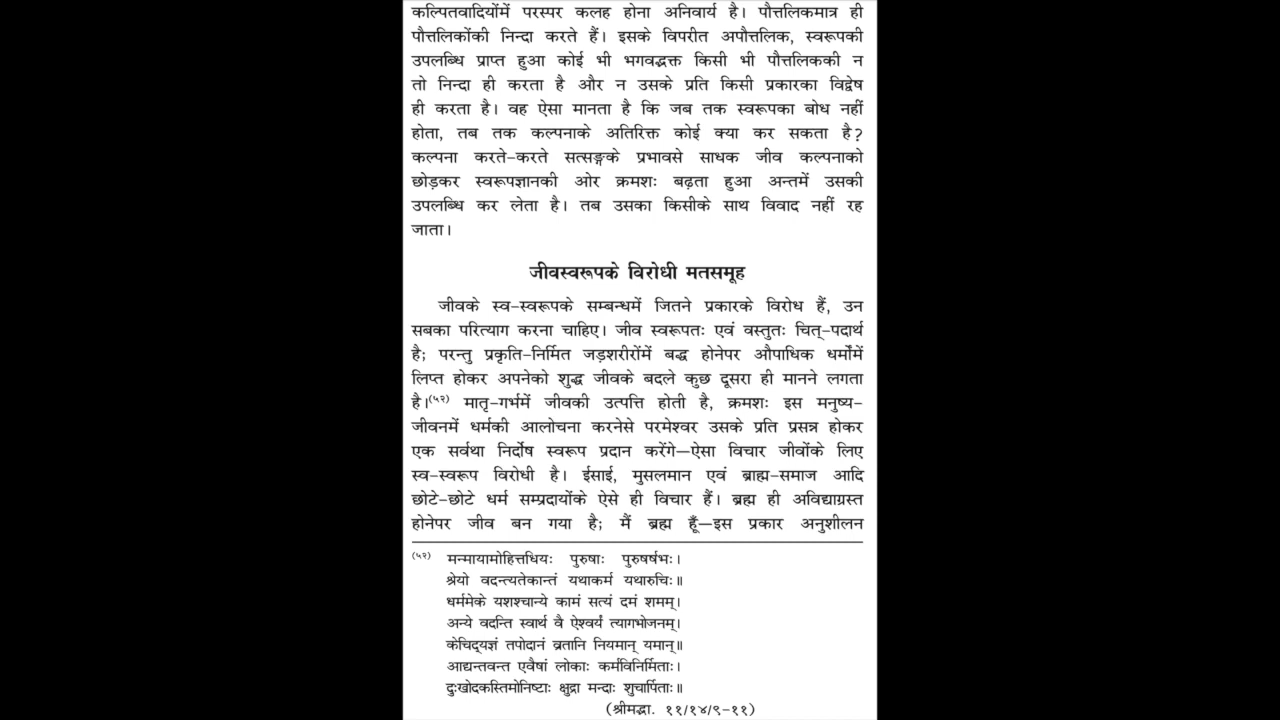 कल्पितवादियोंमें परस्पर कलह होना अनिवार्य है। पौत्तलिकमात्र ही
पौत्तलिकोंकी निन्दा करते हैं। इसके विपरीत अपौत्तलिक, स्वरूपकी
उपलब्धि प्राप्त हुआ कोई भी भगवद्भक्त किसी भी पौत्तलिककी न
तो निन्दा ही करता है और न उसके प्रति किसी प्रकारका विद्वेष
ही करता है। वह ऐसा मानता है कि जब तक स्वरूपका बोध नहीं
होता, तब तक कल्पनाके अतिरिक्त कोई क्या कर सकता है?
कल्पना करते-करते सत्सङ्गके प्रभावसे साधक जीव कल्पनाको
छोड़कर स्वरूपज्ञानकी ओर क्रमशः बढ़ता हुआ अन्तमें उसकी
उपलब्धि कर लेता है। तब उसका किसीके साथ विवाद नहीं रह
जाता।
जीवस्वरूपके विरोधी मतसमूह
जीवके स्व-स्वरूपके सम्बन्धमें जितने प्रकारके विरोध हैं, उन
सबका परित्याग करना चाहिए। जीव स्वरूपतः एवं वस्तुतः चित्-पदार्थ
है; परन्तु प्रकृति-निर्मित जड़शरीरोंमें बद्ध होनेपर औपाधिक धर्मोंमें
लिप्त होकर अपनेको शुद्ध जीवके बदले कुछ दूसरा ही मानने लगता
है।(५२) मातृ-गर्भमें जीवकी उत्पत्ति होती है, क्रमशः इस मनुष्य-
जीवनमें धर्मकी आलोचना करनेसे परमेश्वर उसके प्रति प्रसन्न होकर
एक सर्वथा निर्दोष स्वरूप प्रदान करेंगे—ऐसा विचार जीवोंके लिए
स्व-स्वरूप विरोधी है। ईसाई, मुसलमान एवं ब्राह्म-समाज आदि
छोटे-छोटे धर्म सम्प्रदायोंके ऐसे ही विचार हैं। ब्रह्म ही अविद्याग्रस्त
होनेपर जीव बन गया है; मैं ब्रह्म हूँ—इस प्रकार अनुशीलन
(५२) मन्मायामोहित्तधियः पुरुषाः पुरुषर्षभः।
श्रेयो वदन्त्यतेकान्तं यथाकर्म यथारुचिः॥
धर्ममेके यशश्चान्ये कामं सत्यं दमं शमम्।
अन्ये वदन्ति स्वार्थ वै ऐश्वर्यं त्यागभोजनम्।
केचिद्यज्ञं तपोदानं व्रतानि नियमान् यमान्॥
आद्यन्तवन्त एवैषां लोकाः कर्मविनिर्मिताः।
दुःखोदकस्तिमोनिष्टाः क्षुद्रा मन्दाः शुचार्पिताः॥
(श्रीमद्भा. ११/१४/९-११)